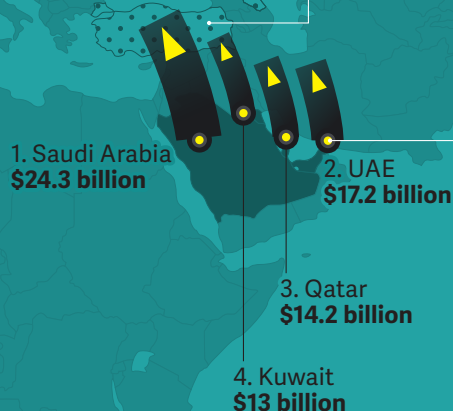 1. Saudi Arabia
$24.3 billion
2. UAE
$17.2 billion
3. Qatar
$14.2 billion
4. Kuwait
$13 billion